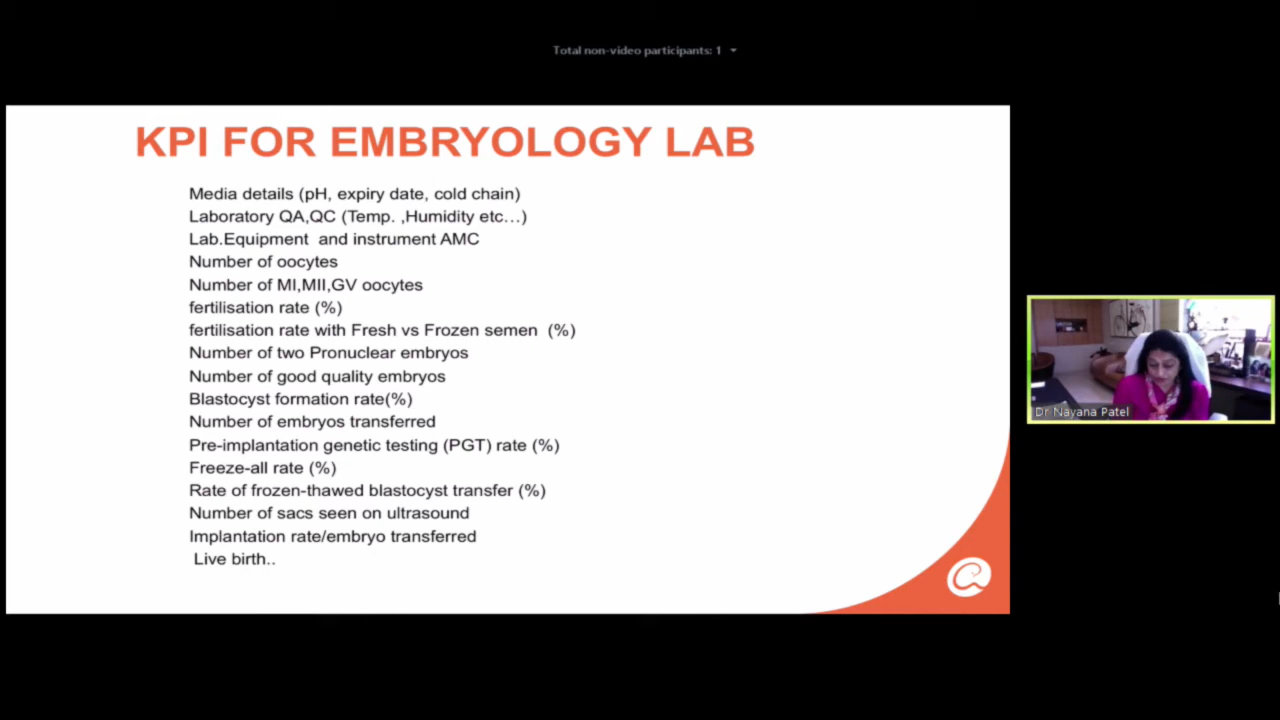 Total non-video participants: 1
KPI FOR EMBRYOLOGY LAB
Media details (pH, expiry date, cold chain)
Laboratory QA,QC (Temp. ,Humidity etc...)
Lab.Equipment and instrument AMC
Number of oocytes
Number of MI,MII,GV oocytes
fertilisation rate (%)
fertilisation rate with Fresh vs Frozen semen (%)
Number of two Pronuclear embryos
Number of good quality embryos
Blastocyst formation rate(%)
Number of embryos transferred
Pre-implantation genetic testing (PGT) rate (%)
Freeze-all rate (%)
Rate of frozen-thawed blastocyst transfer (%)
Number of sacs seen on ultrasound
Implantation rate/embryo transferred
Live birth..
Dr Nayana Patel